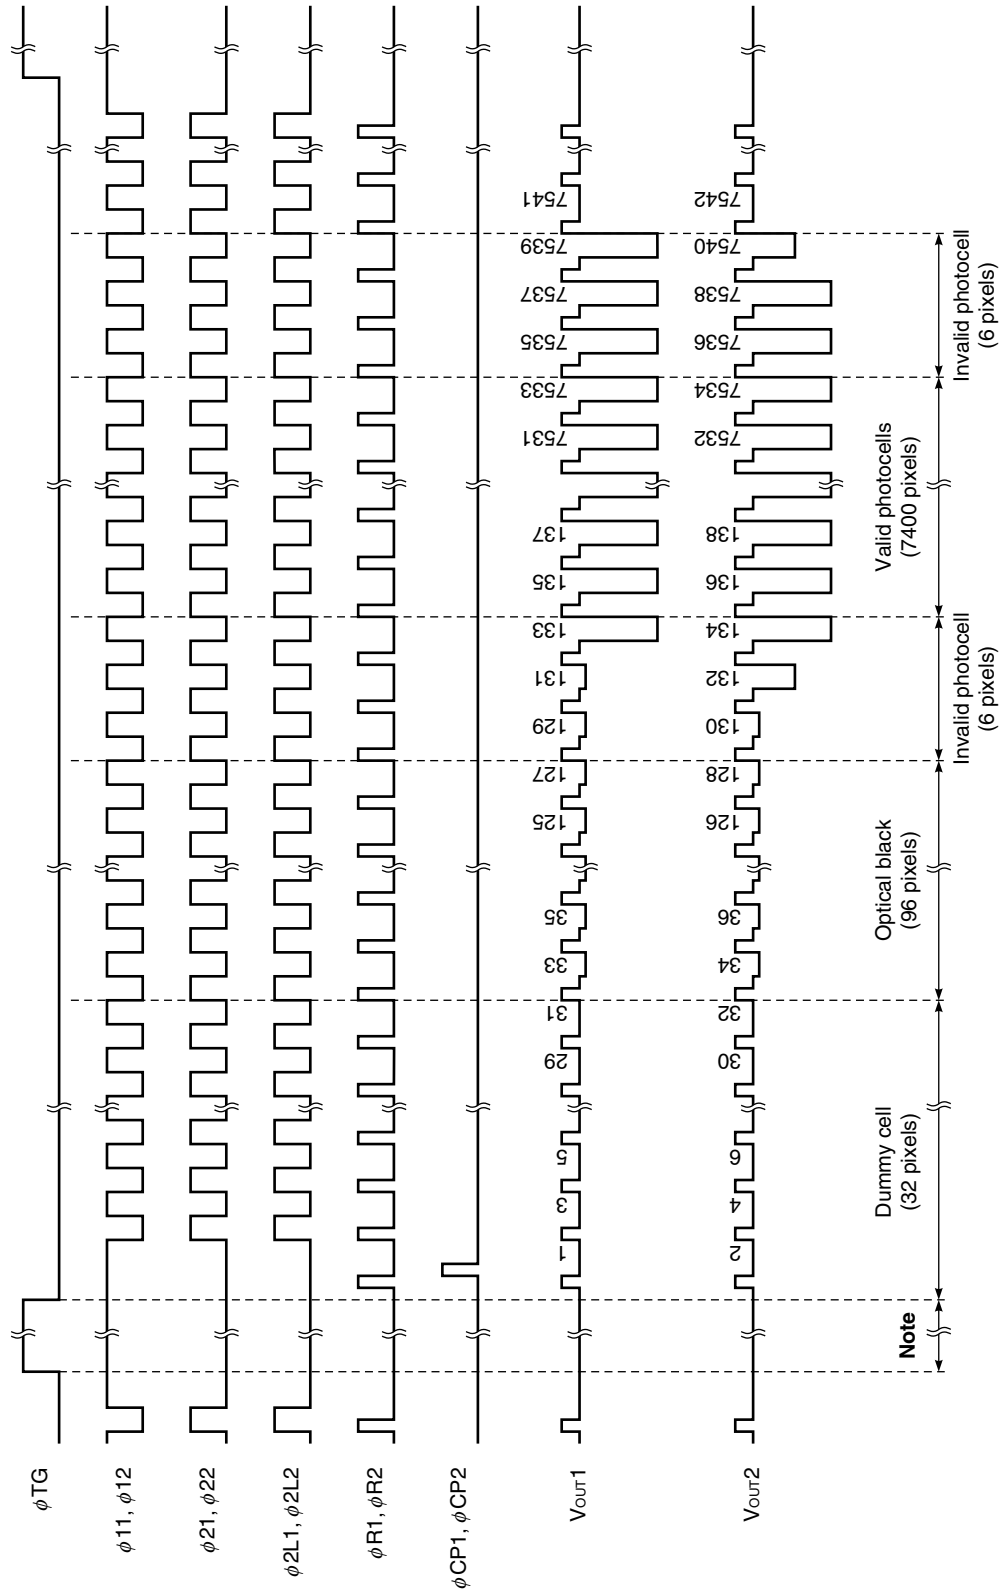 φTG
φ11, φ12
φ21, φ22
φ2L1, φ2L2
φR1, φR2
φCP1, φCP2
VOUT1
1
3
5
29
31
33
35
125
127
129
131
133
135
137
7531
7533
7535
7537
7539
7541
VOUT2
2
4
6
30
32
34
36
126
128
130
132
134
136
138
7532
7534
7536
7538
7540
7542
Note
Dummy cell
(32 pixels)
Optical black
(96 pixels)
Invalid photocell
(6 pixels)
Valid photocells
(7400 pixels)
Invalid photocell
(6 pixels)